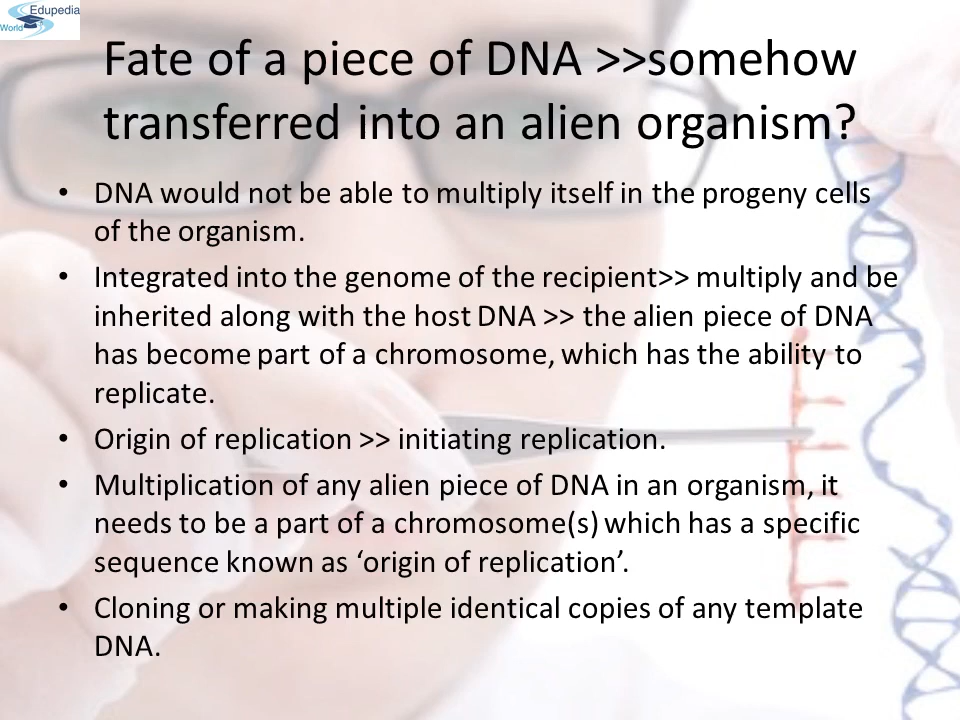 Edupedia
World
Fate of a piece of DNA >>somehow
transferred into an alien organism?
• DNA would not be able to multiply itself in the progeny cells
of the organism.
• Integrated into the genome of the recipient>> multiply and be
inherited along with the host DNA >> the alien piece of DNA
has become part of a chromosome, which has the ability to
replicate.
• Origin of replication >> initiating replication.
• Multiplication of any alien piece of DNA in an organism, it
needs to be a part of a chromosome(s) which has a specific
sequence known as ‘origin of replication’.
• Cloning or making multiple identical copies of any template
DNA.